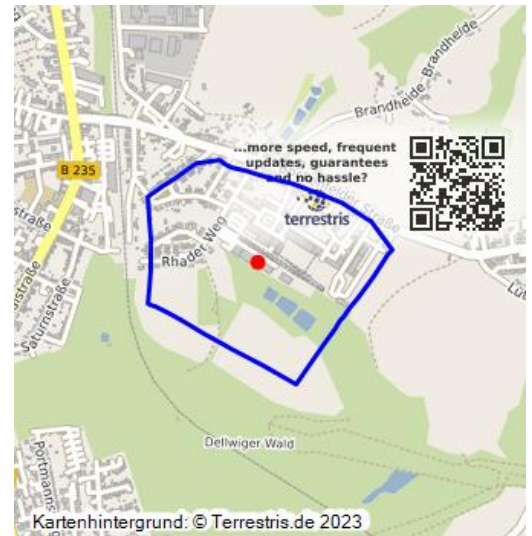 Brandheide
Brandheide
...more speed, frequent
updates, guarantees
and no hassle?
terrestris
B 235
Rhader Weg
Saturnstraße
Dellwiger Wald
Kartenhintergrund: © Terrestris.de 2023